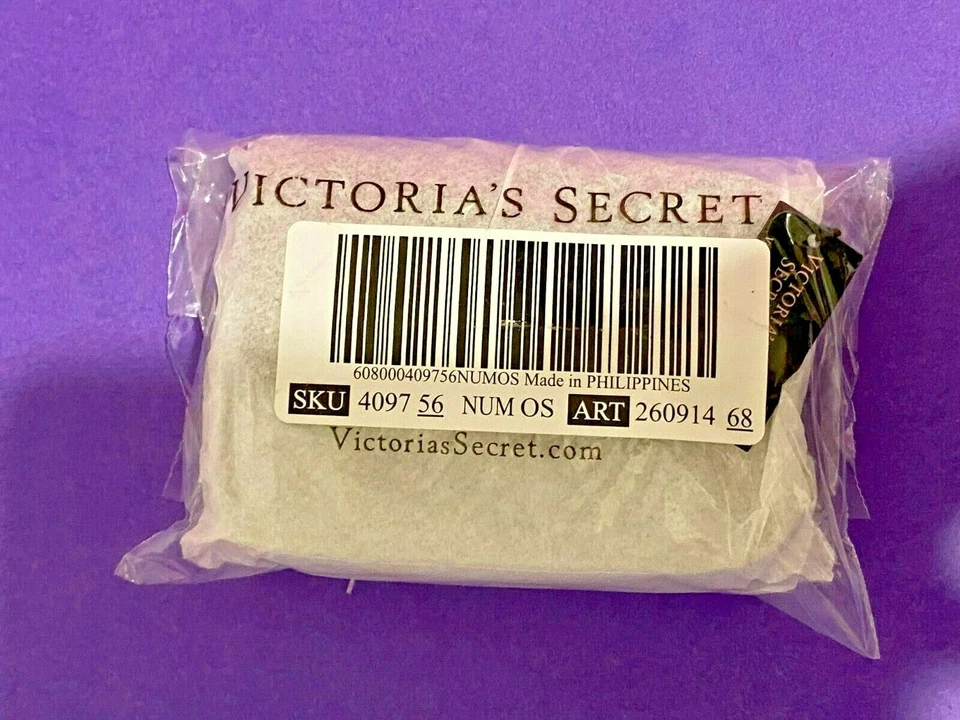 VICTORIA'S SECRET
VICTORIA
SECRET
608000409756NUMOS Made in PHILIPPINES
SKU 4097 56 NUM OS ART 260914 68
VictoriasSecret.com